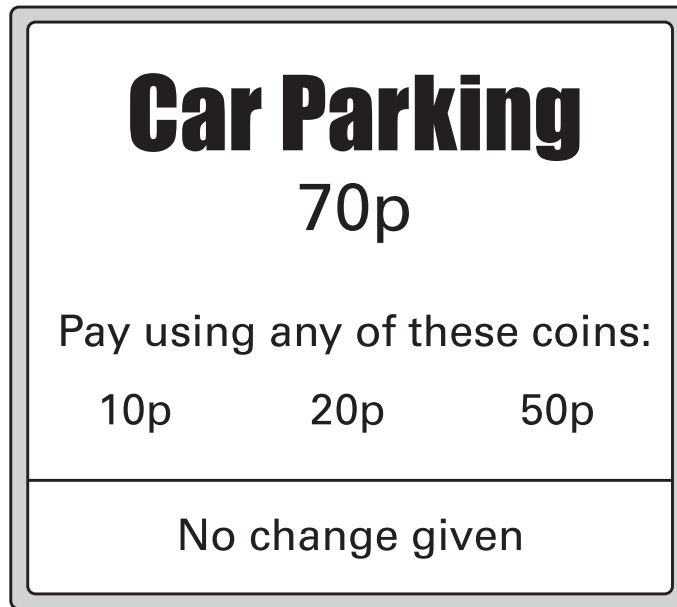 Car Parking
70p
Pay using any of these coins:
10p 20p 50p
No change given